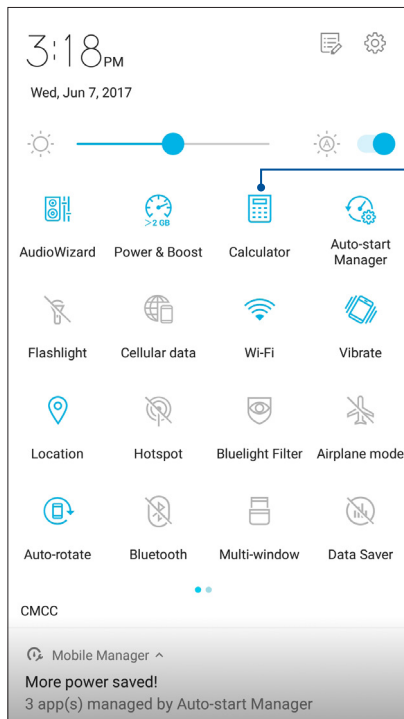 3:18 PM
Wed, Jun 7, 2017
A
>2 GB
AudioWizard Power & Boost Calculator Auto-start Manager
Flashlight Cellular data Wi-Fi Vibrate
Location Hotspot Bluelight Filter Airplane mode
Auto-rotate Bluetooth Multi-window Data Saver
CMCC
Mobile Manager
More power saved!
3 app(s) managed by Auto-start Manager